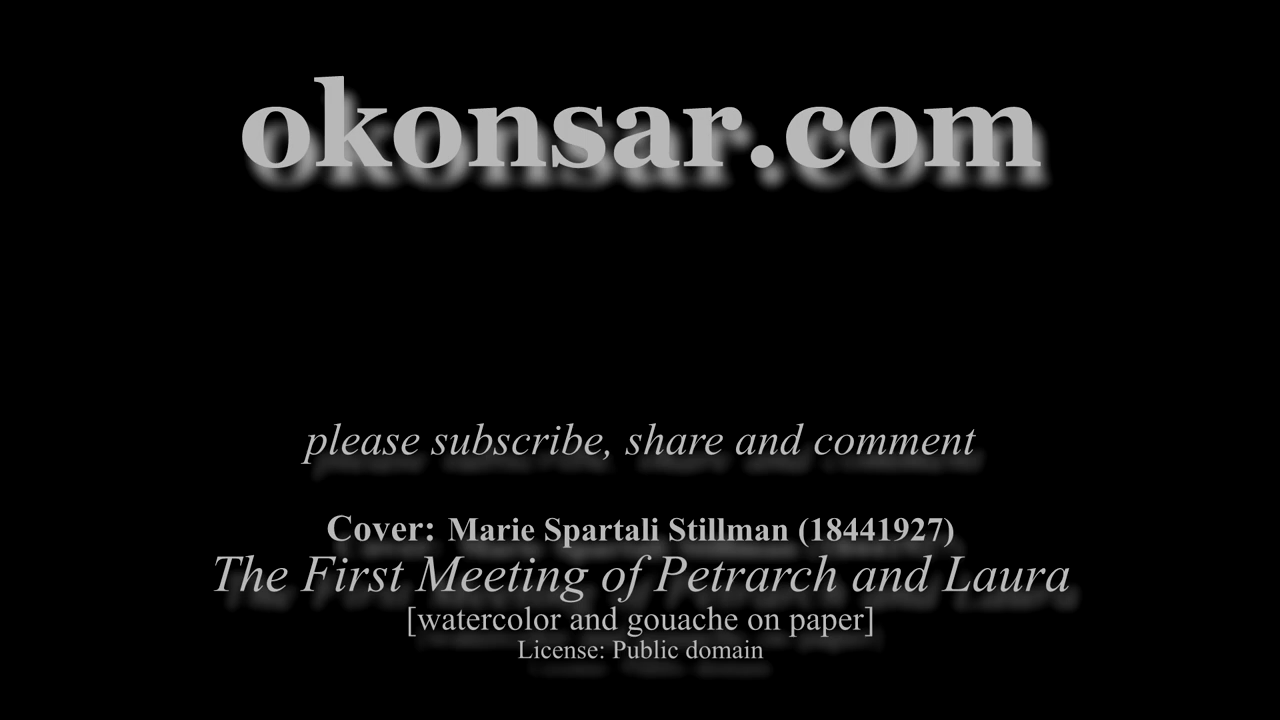 okonsar.com
please subscribe, share and comment
Cover: Marie Spartali Stillman (18441927)
The First Meeting of Petrarch and Laura
[watercolor and gouache on paper]
License: Public domain